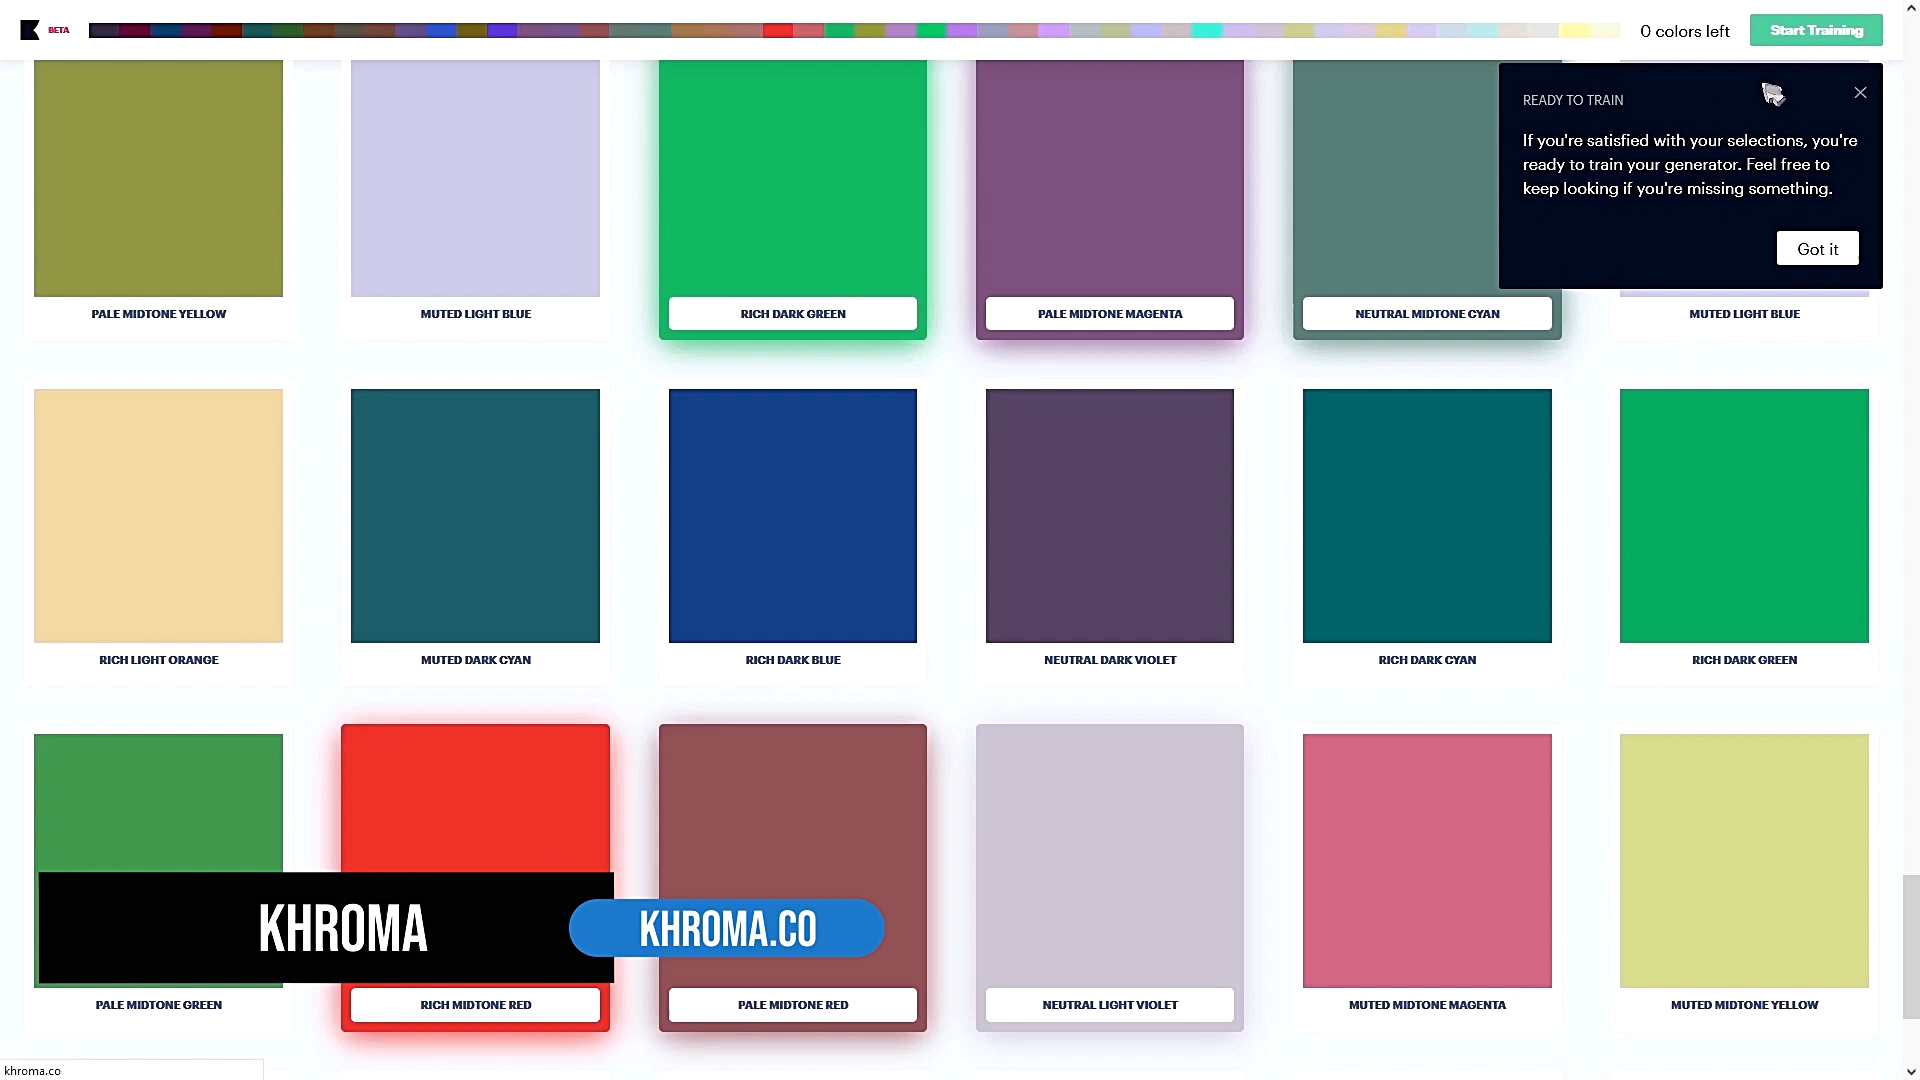 BETA
0 colors left
Start Training
READY TO TRAIN
If you're satisfied with your selections, you're
ready to train your generator. Feel free to
keep looking if you're missing something.
Got it
PALE MIDTONE YELLOW
MUTED LIGHT BLUE
RICH DARK GREEN
PALE MIDTONE MAGENTA
NEUTRAL MIDTONE CYAN
MUTED LIGHT BLUE
RICH LIGHT ORANGE
MUTED DARK CYAN
RICH DARK BLUE
NEUTRAL DARK VIOLET
RICH DARK CYAN
RICH DARK GREEN
KHROMA
KHROMA.CO
PALE MIDTONE GREEN
RICH MIDTONE RED
PALE MIDTONE RED
NEUTRAL LIGHT VIOLET
MUTED MIDTONE MAGENTA
MUTED MIDTONE YELLOW
khroma.co